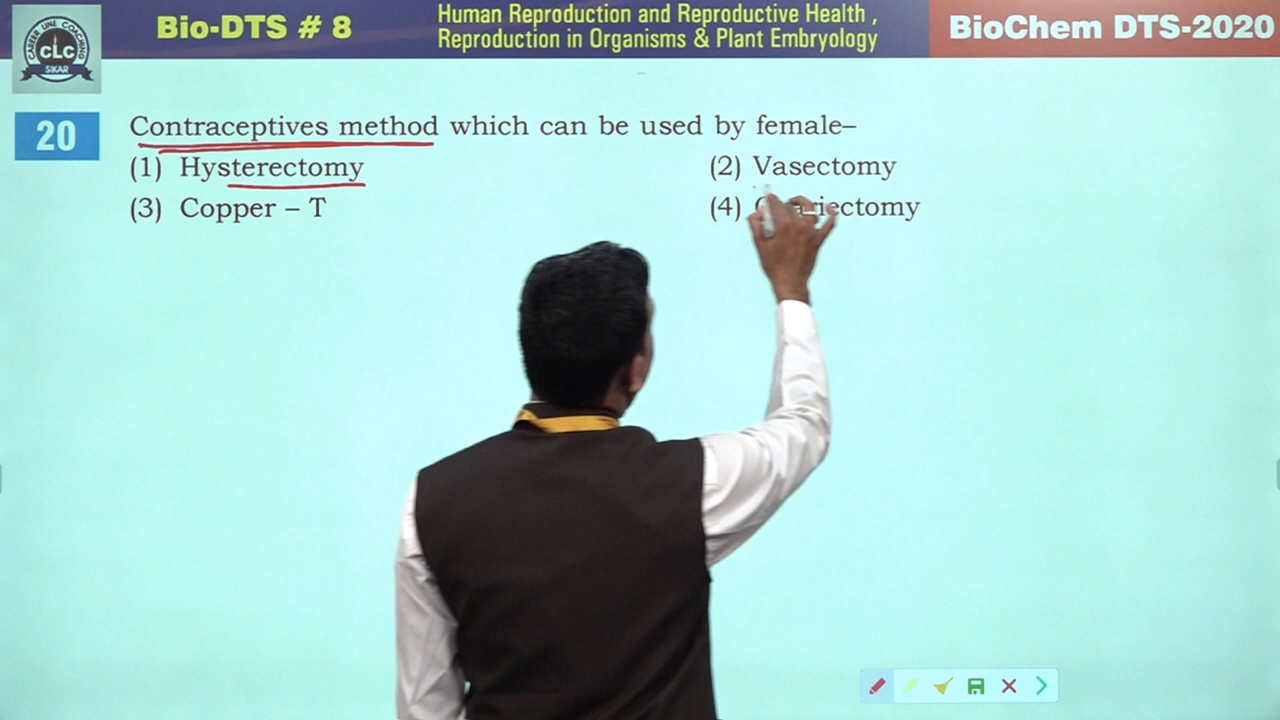 CAREER LINE COACHING
CLC
SIKAR
Bio-DTS # 8
Human Reproduction and Reproductive Health ,
Reproduction in Organisms & Plant Embryology
BioChem DTS-2020
20
Contraceptives method which can be used by female–
(1) Hysterectomy
(2) Vasectomy
(3) Copper – T
(4)